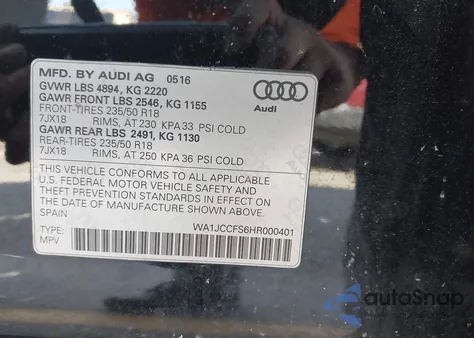 MFD. BY AUDI AG 05 16
GVWR LBS 4894, KG 2220
GAWR FRONT LBS 2546, KG 1155
FRONT-TIRES 235/50 R18
7JX18 RIMS, AT 230 KPA 33 PSI COLD
GAWR REAR LBS 2491, KG 1130
REAR-TIRES 235/50 R18
7JX18 RIMS, AT 250 KPA 36 PSI COLD
THIS VEHICLE CONFORMS TO ALL APPLICABLE
U.S. FEDERAL MOTOR VEHICLE SAFETY AND
THEFT PREVENTION STANDARDS IN EFFECT ON
THE DATE OF MANUFACTURE SHOWN ABOVE.
SPAIN
WA1JCCFS6HR000401
TYPE:
MPV
Audi
autoSnap